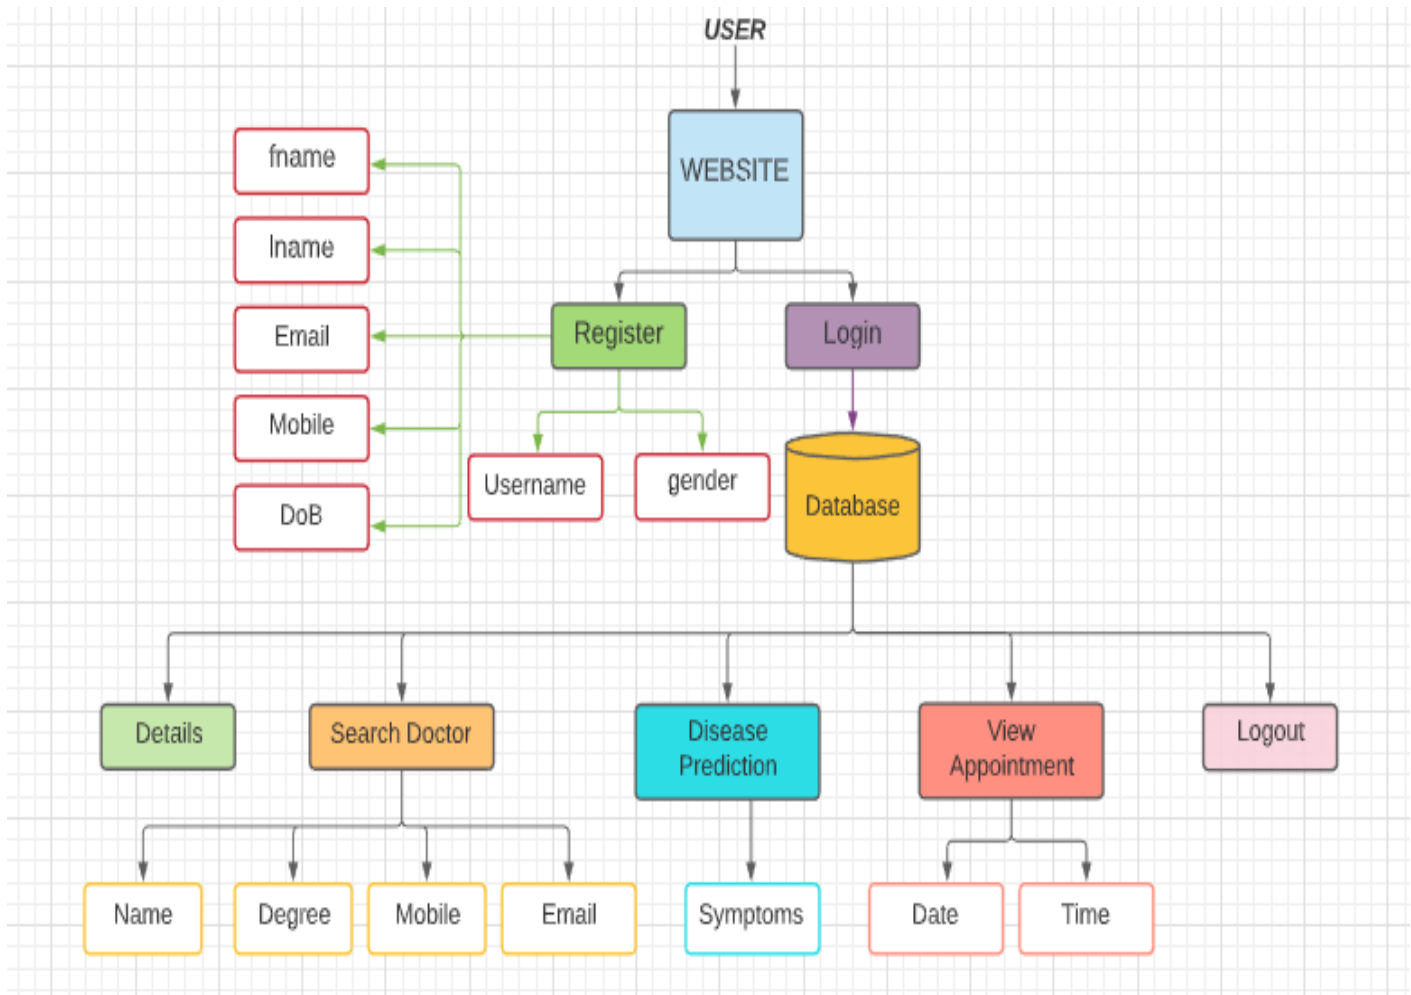 USER
WEBSITE
fname
lname
Email
Mobile
DoB
Register
Login
Username
gender
Database
Details
Search Doctor
Disease
Prediction
View
Appointment
Logout
Name
Degree
Mobile
Email
Symptoms
Date
Time